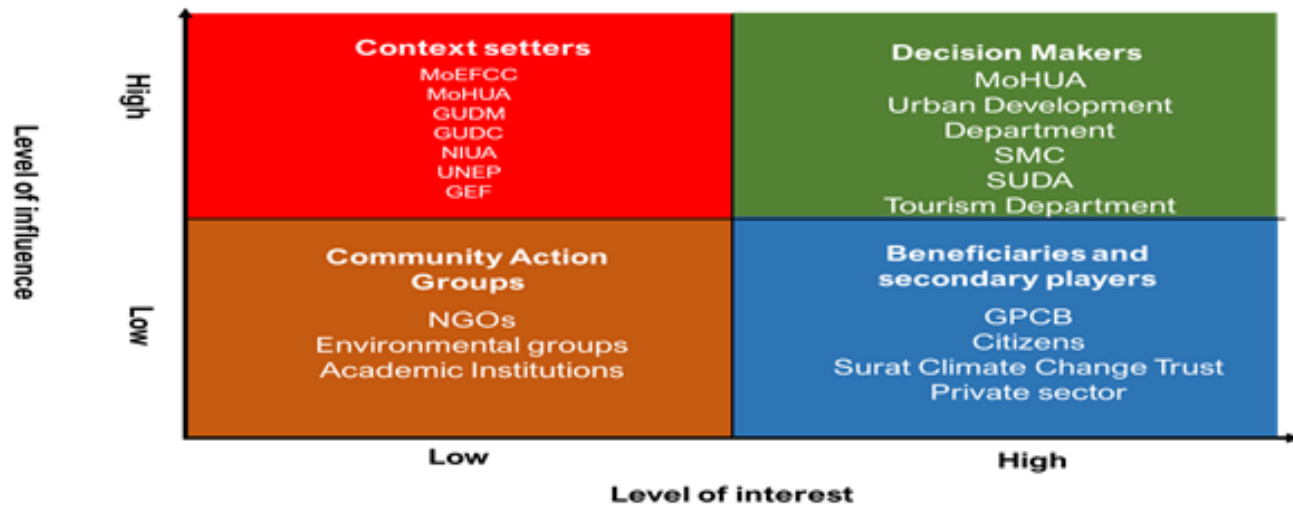 Level of influence
High
Low
Context setters
MoEFCC
MoHUA
GUDM
GUDC
NIUA
UNEP
GEF
Decision Makers
MoHUA
Urban Development
Department
SMC
SUDA
Tourism Department
Community Action
Groups
NGOs
Environmental groups
Academic Institutions
Beneficiaries and
secondary players
GPCB
Citizens
Surat Climate Change Trust
Private sector
Low
High
Level of interest